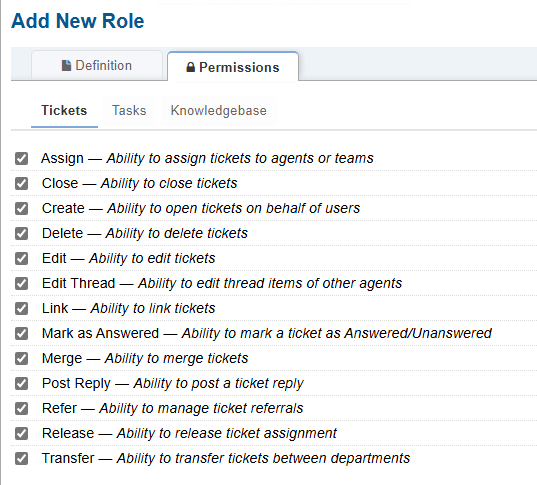 Add New Role
Definition
Permissions
Tickets
Tasks
Knowledgebase
Assign — Ability to assign tickets to agents or teams
Close — Ability to close tickets
Create — Ability to open tickets on behalf of users
Delete — Ability to delete tickets
Edit — Ability to edit tickets
Edit Thread — Ability to edit thread items of other agents
Link — Ability to link tickets
Mark as Answered — Ability to mark a ticket as Answered/Unanswered
Merge — Ability to merge tickets
Post Reply — Ability to post a ticket reply
Refer — Ability to manage ticket referrals
Release — Ability to release ticket assignment
Transfer — Ability to transfer tickets between departments